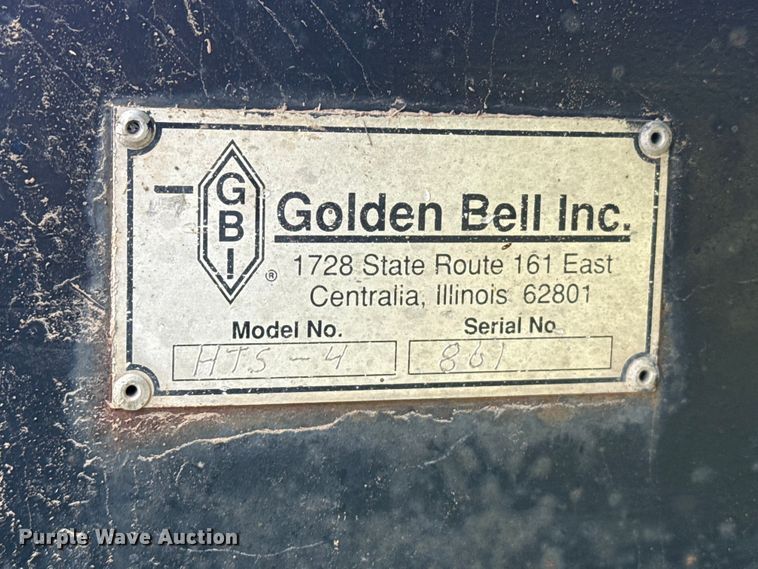 GBI ®
Golden Bell Inc.
1728 State Route 161 East
Centralia, Illinois 62801
Model No. Serial No
HTS-4 861
Purple Wave Auction®